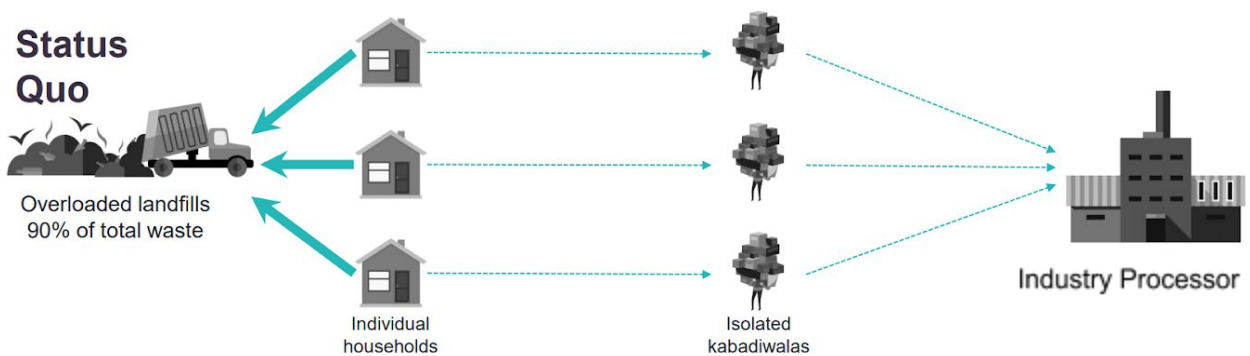 Status
Quo
Overloaded landfills
90% of total waste
Individual
households
Isolated
kabadiwalas
Industry Processor